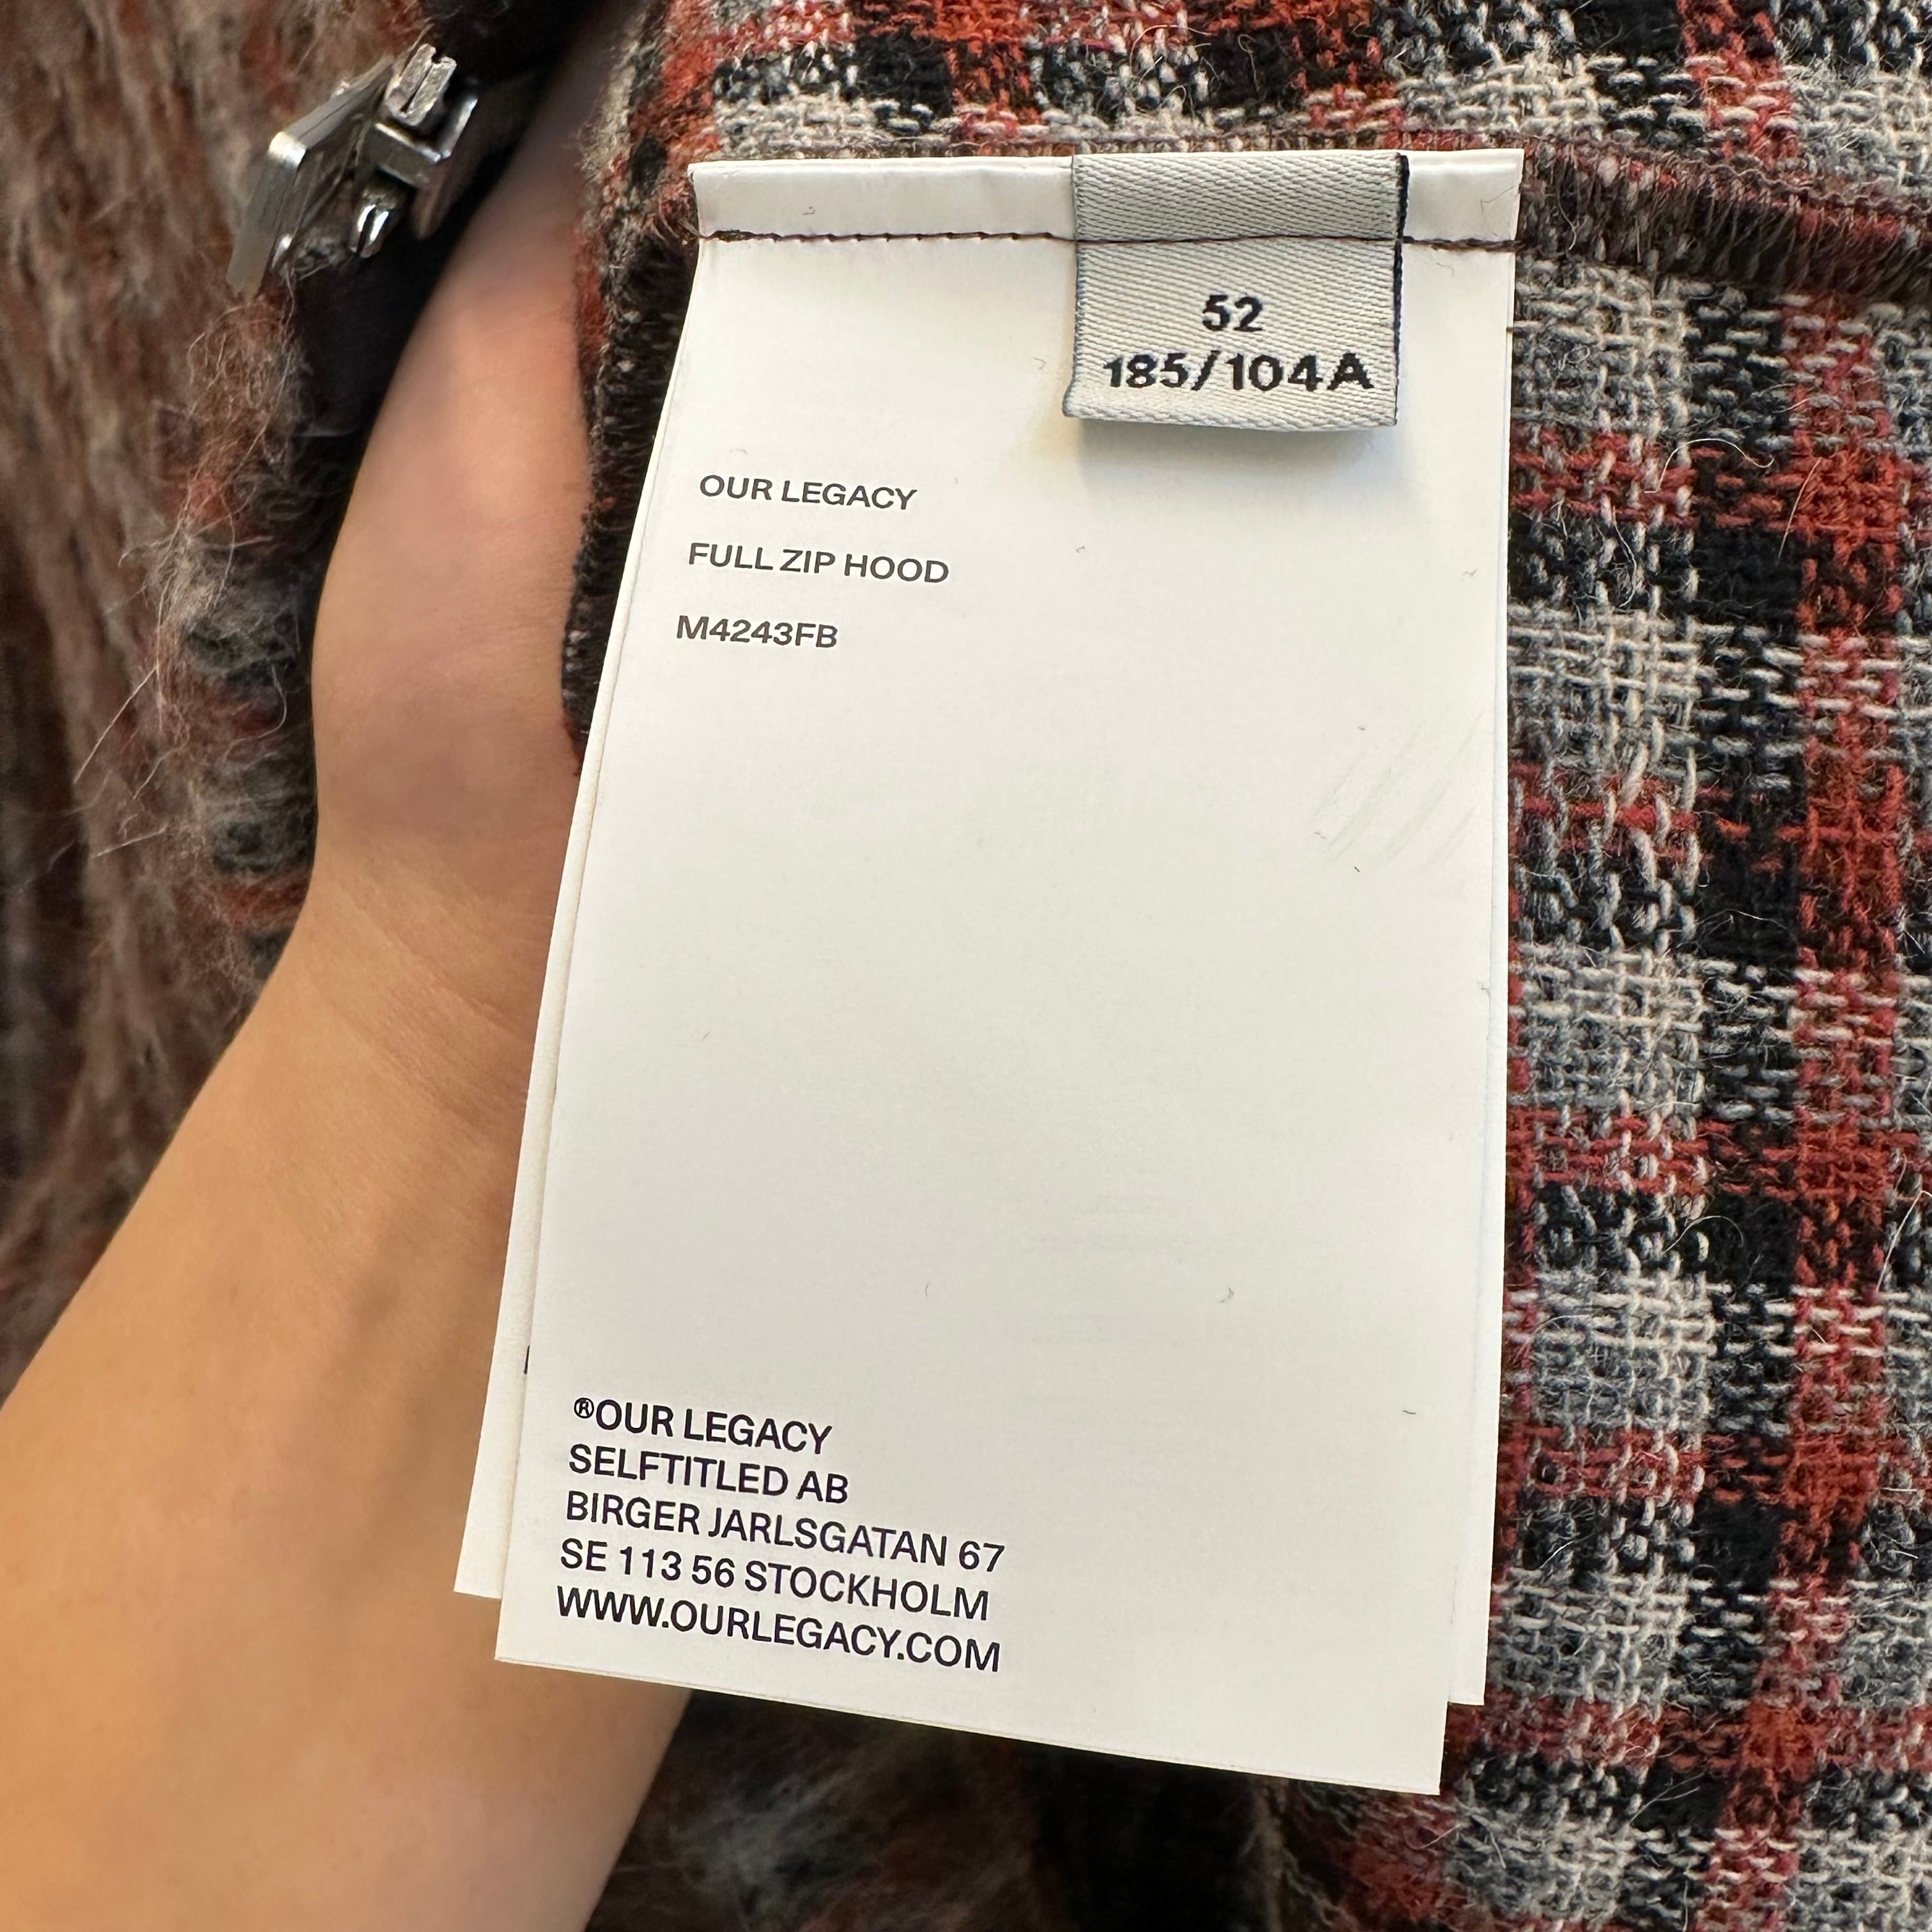 52
185/104A
OUR LEGACY
FULL ZIP HOOD
M4243FB
®OUR LEGACY
SELFTITLED AB
BIRGER JARLSGATAN 67
SE 113 56 STOCKHOLM
WWW.OURLEGACY.COM